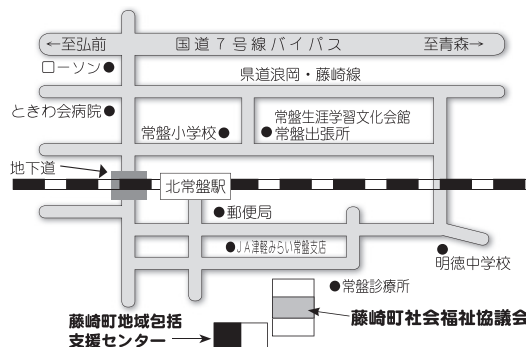 ←至弘前
国道7号線バイパス
至青森→
ローソン
県道浪岡・藤崎線
ときわ会病院
常盤小学校
常盤生涯学習文化会館
常盤出張所
地下道
北常盤駅
郵便局
JA津軽みらい常盤支店
明徳中学校
常盤診療所
藤崎町社会福祉協議会
藤崎町地域包括
支援センター